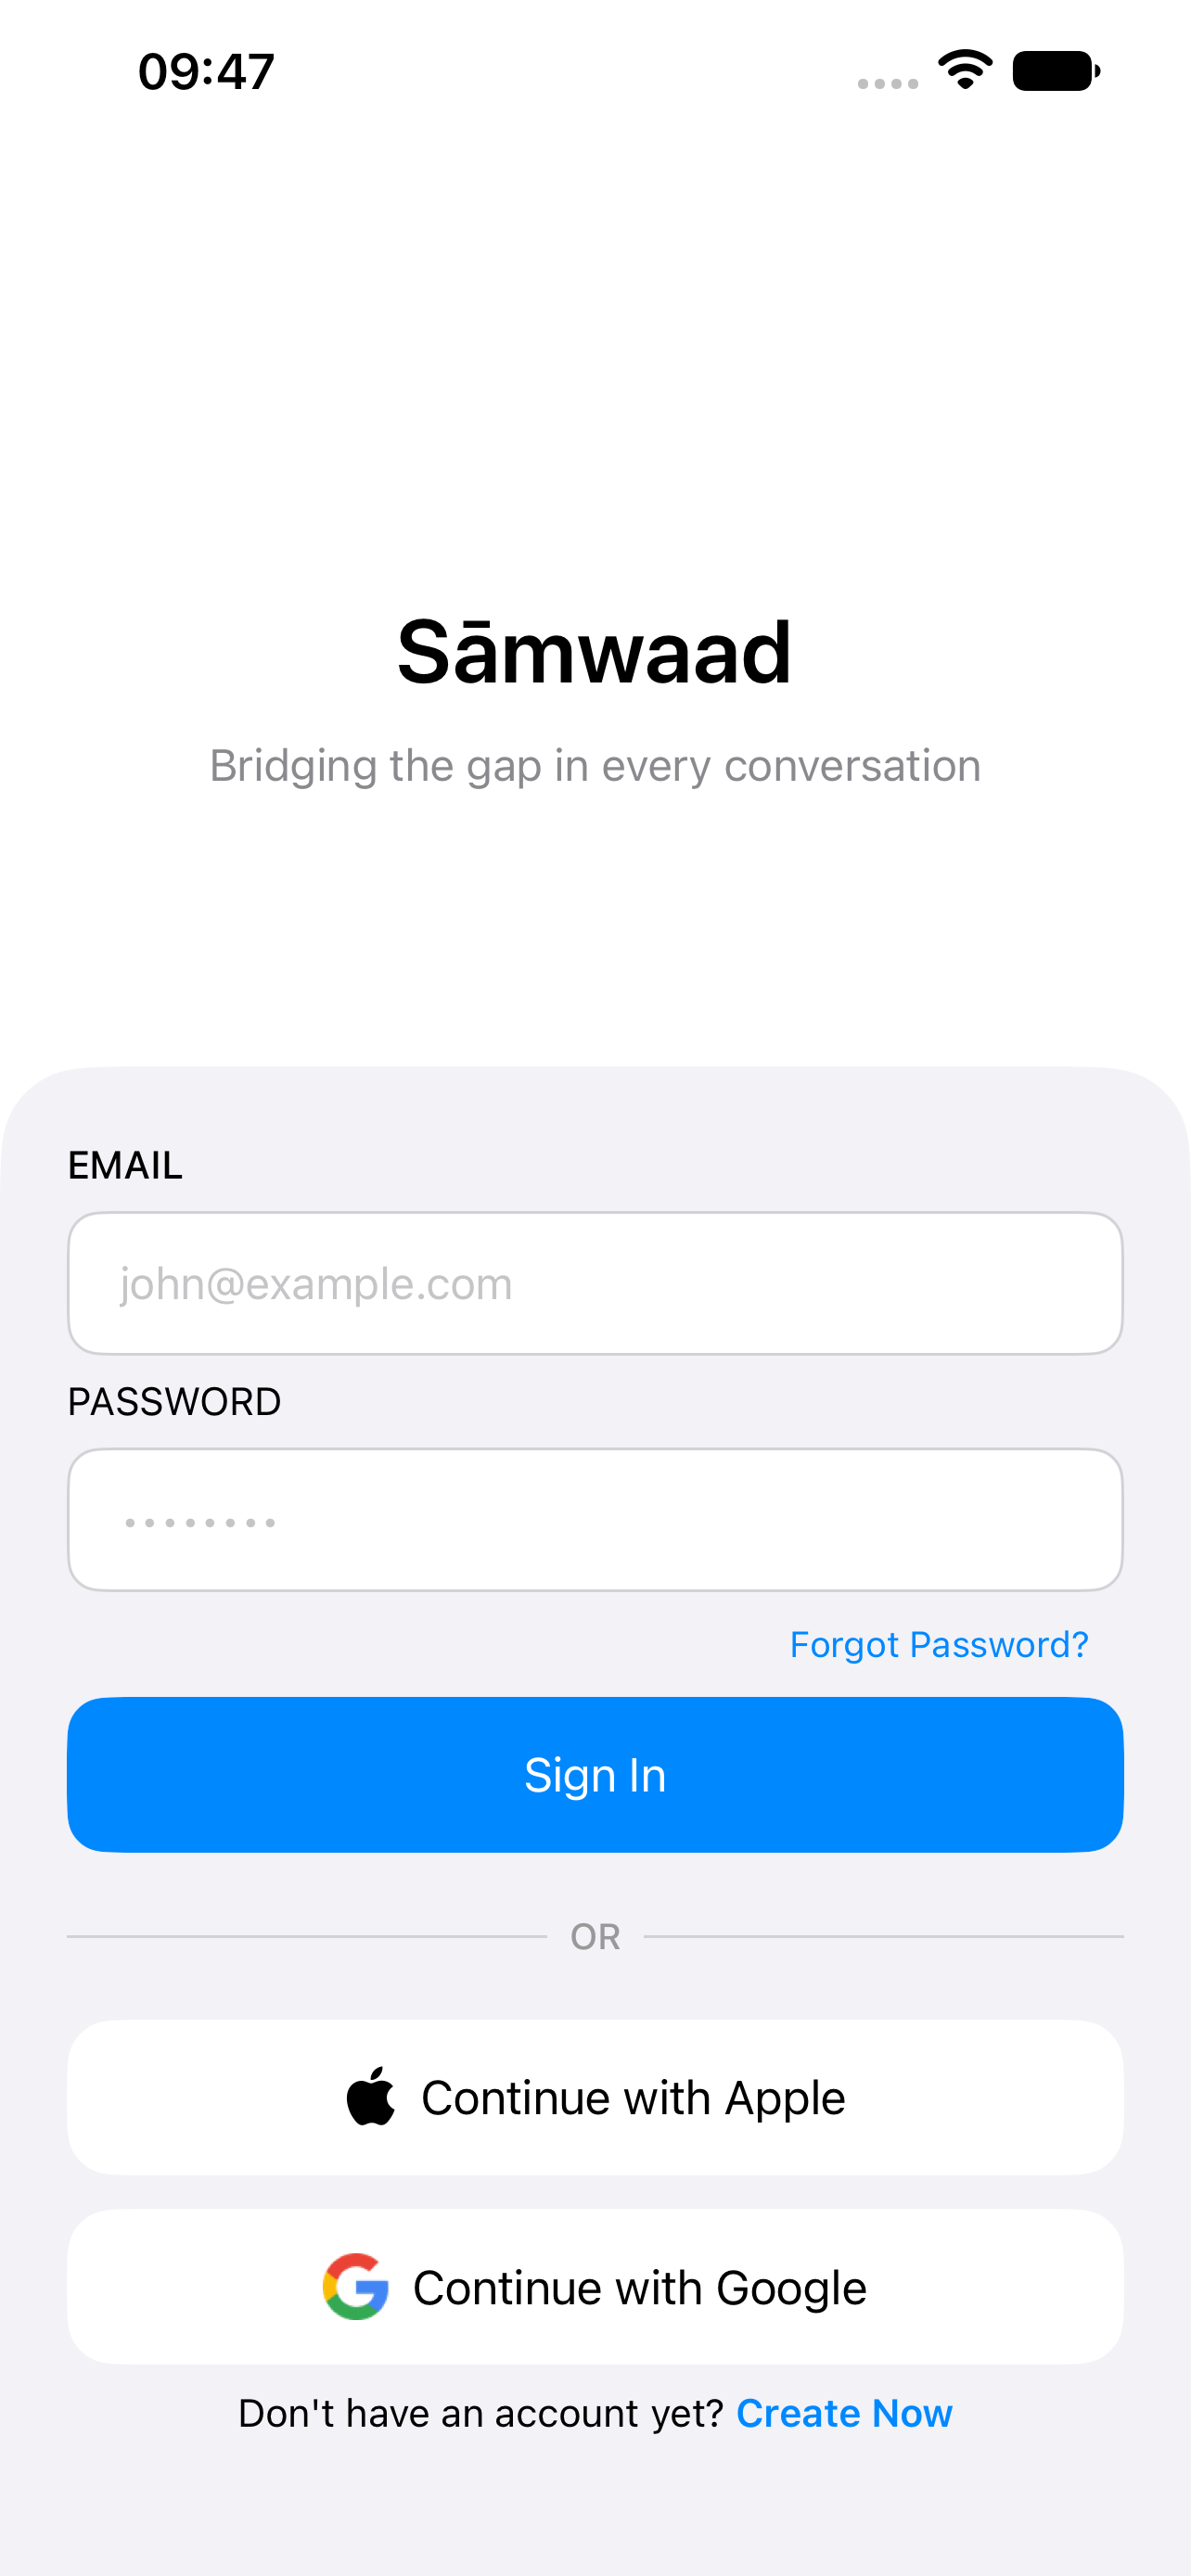 09:47
Sāmwaad
Bridging the gap in every conversation
EMAIL
john@example.com
PASSWORD
••••••••
Forgot Password?
Sign In
OR
Continue with Apple
Continue with Google
Don't have an account yet? Create Now